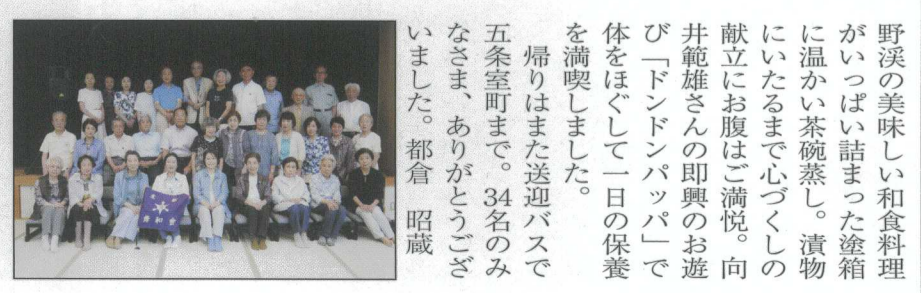 野渓の美味しい和食料理
がいっぱい詰まった塗箱
に温かい茶碗蒸し。漬物
にいたるまで心づくしの
献立にお腹はご満悦。向
井範雄さんの即興のお遊
び「ドンドンパッパ」で
体をほぐして一日の保養
を満喫しました。
帰りはまた送迎バスで
五条室町まで。34名のみ
なさま、ありがとうござ
いました。都倉　昭蔵